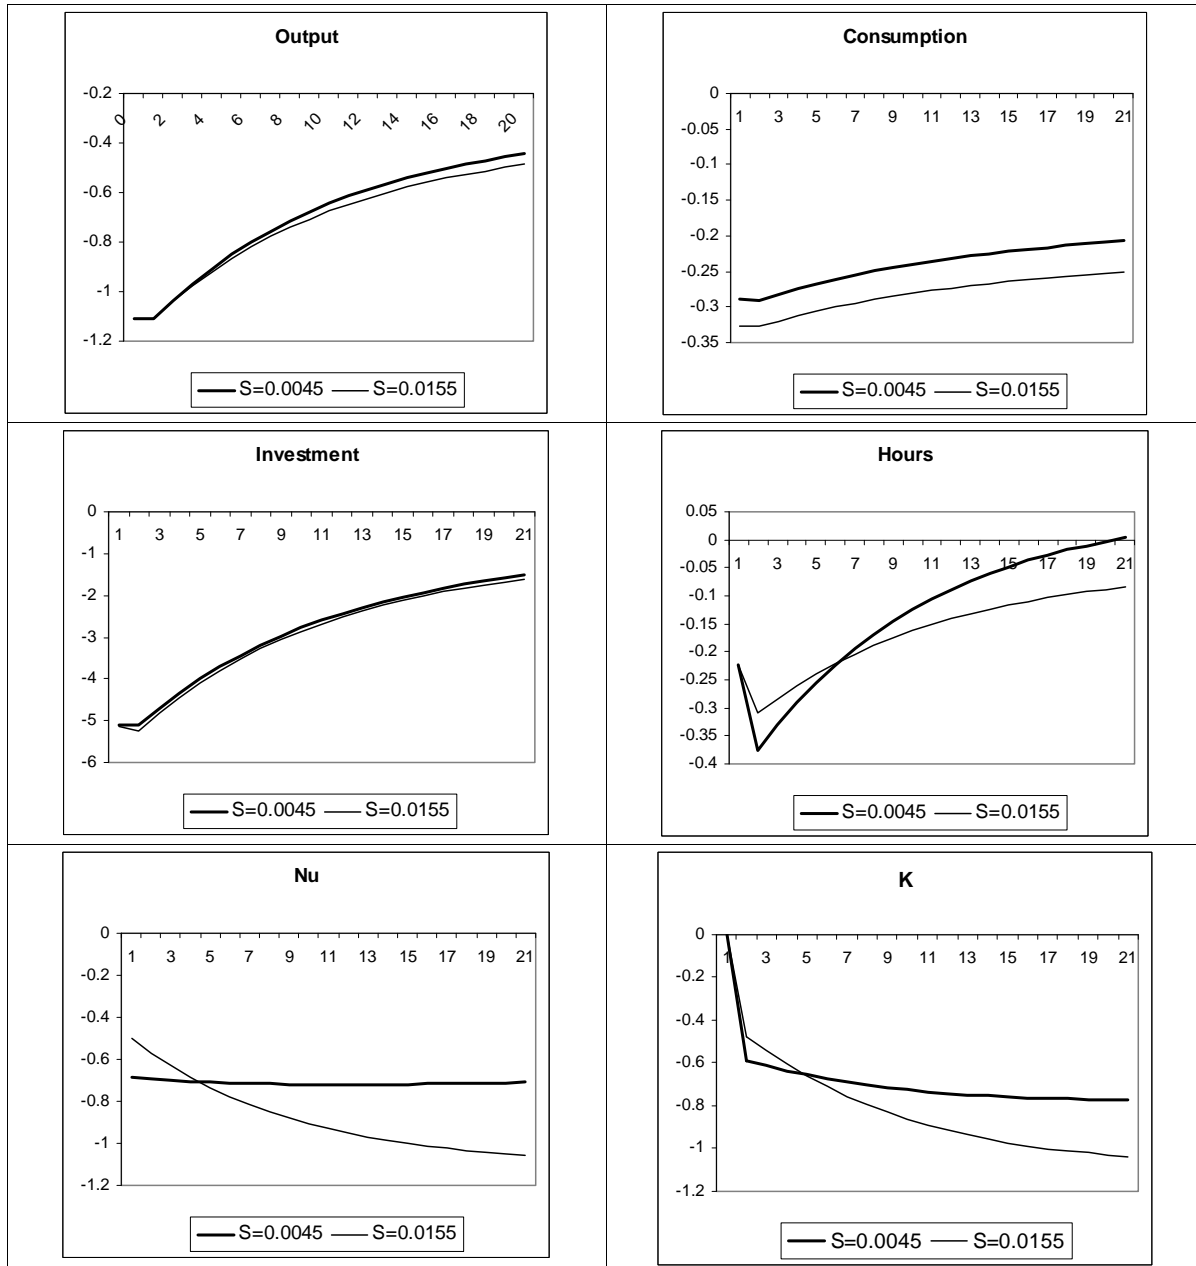 Output
-0.2
0 2 4 6 8 10 12 14 16 18 20
-0.4
-0.6
-0.8
-1
-1.2
S=0.0045 S=0.0155
Consumption
0
1 3 5 7 9 11 13 15 17 19 21
-0.05
-0.1
-0.15
-0.2
-0.25
-0.3
-0.35
S=0.0045 S=0.0155
Investment
0
1 3 5 7 9 11 13 15 17 19 21
-1
-2
-3
-4
-5
-6
S=0.0045 S=0.0155
Hours
0.05
0
1 3 5 7 9 11 13 15 17 19 21
-0.05
-0.1
-0.15
-0.2
-0.25
-0.3
-0.35
-0.4
S=0.0045 S=0.0155
Nu
0
1 3 5 7 9 11 13 15 17 19 21
-0.2
-0.4
-0.6
-0.8
-1
-1.2
S=0.0045 S=0.0155
K
0
1 3 5 7 9 11 13 15 17 19 21
-0.2
-0.4
-0.6
-0.8
-1
-1.2
S=0.0045 S=0.0155